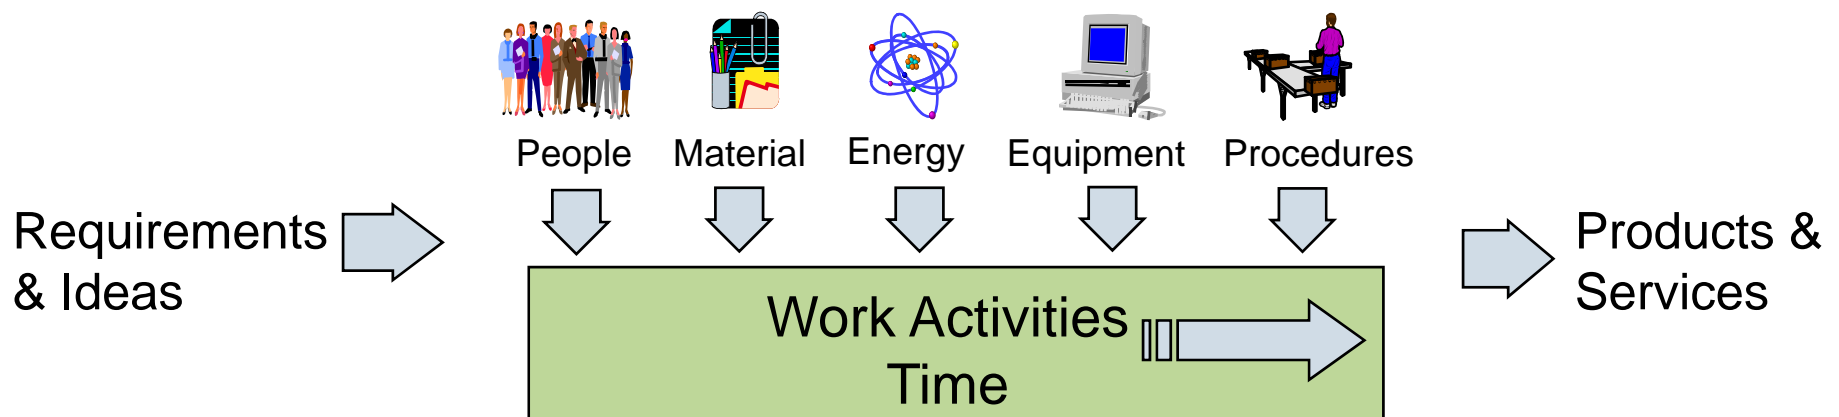 People
Material
Energy
Equipment
Procedures
Requirements
& Ideas
Work Activities
Time
Products &
Services